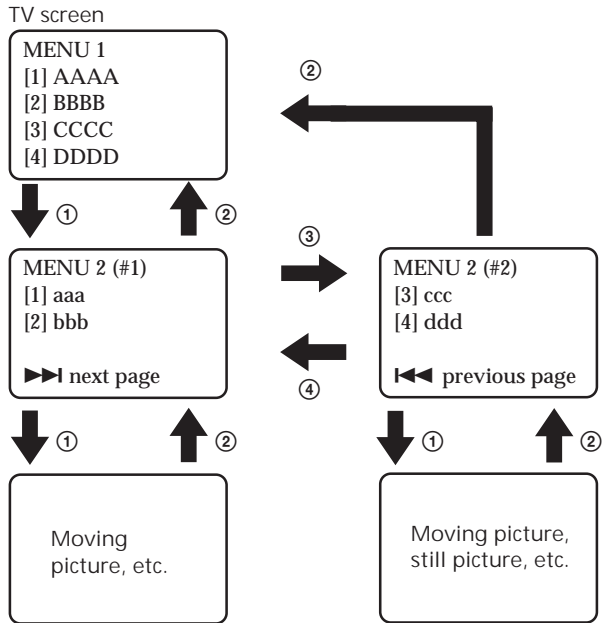 TV screen
MENU 1
[1] AAAA
[2] BBBB
[3] CCCC
[4] DDDD
②
① ②
③
MENU 2 (#1)
[1] aaa
[2] bbb
▶▶I next page
MENU 2 (#2)
[3] ccc
[4] ddd
I◀◀ previous page
④
① ②
① ②
Moving
picture, etc.
Moving picture,
still picture, etc.